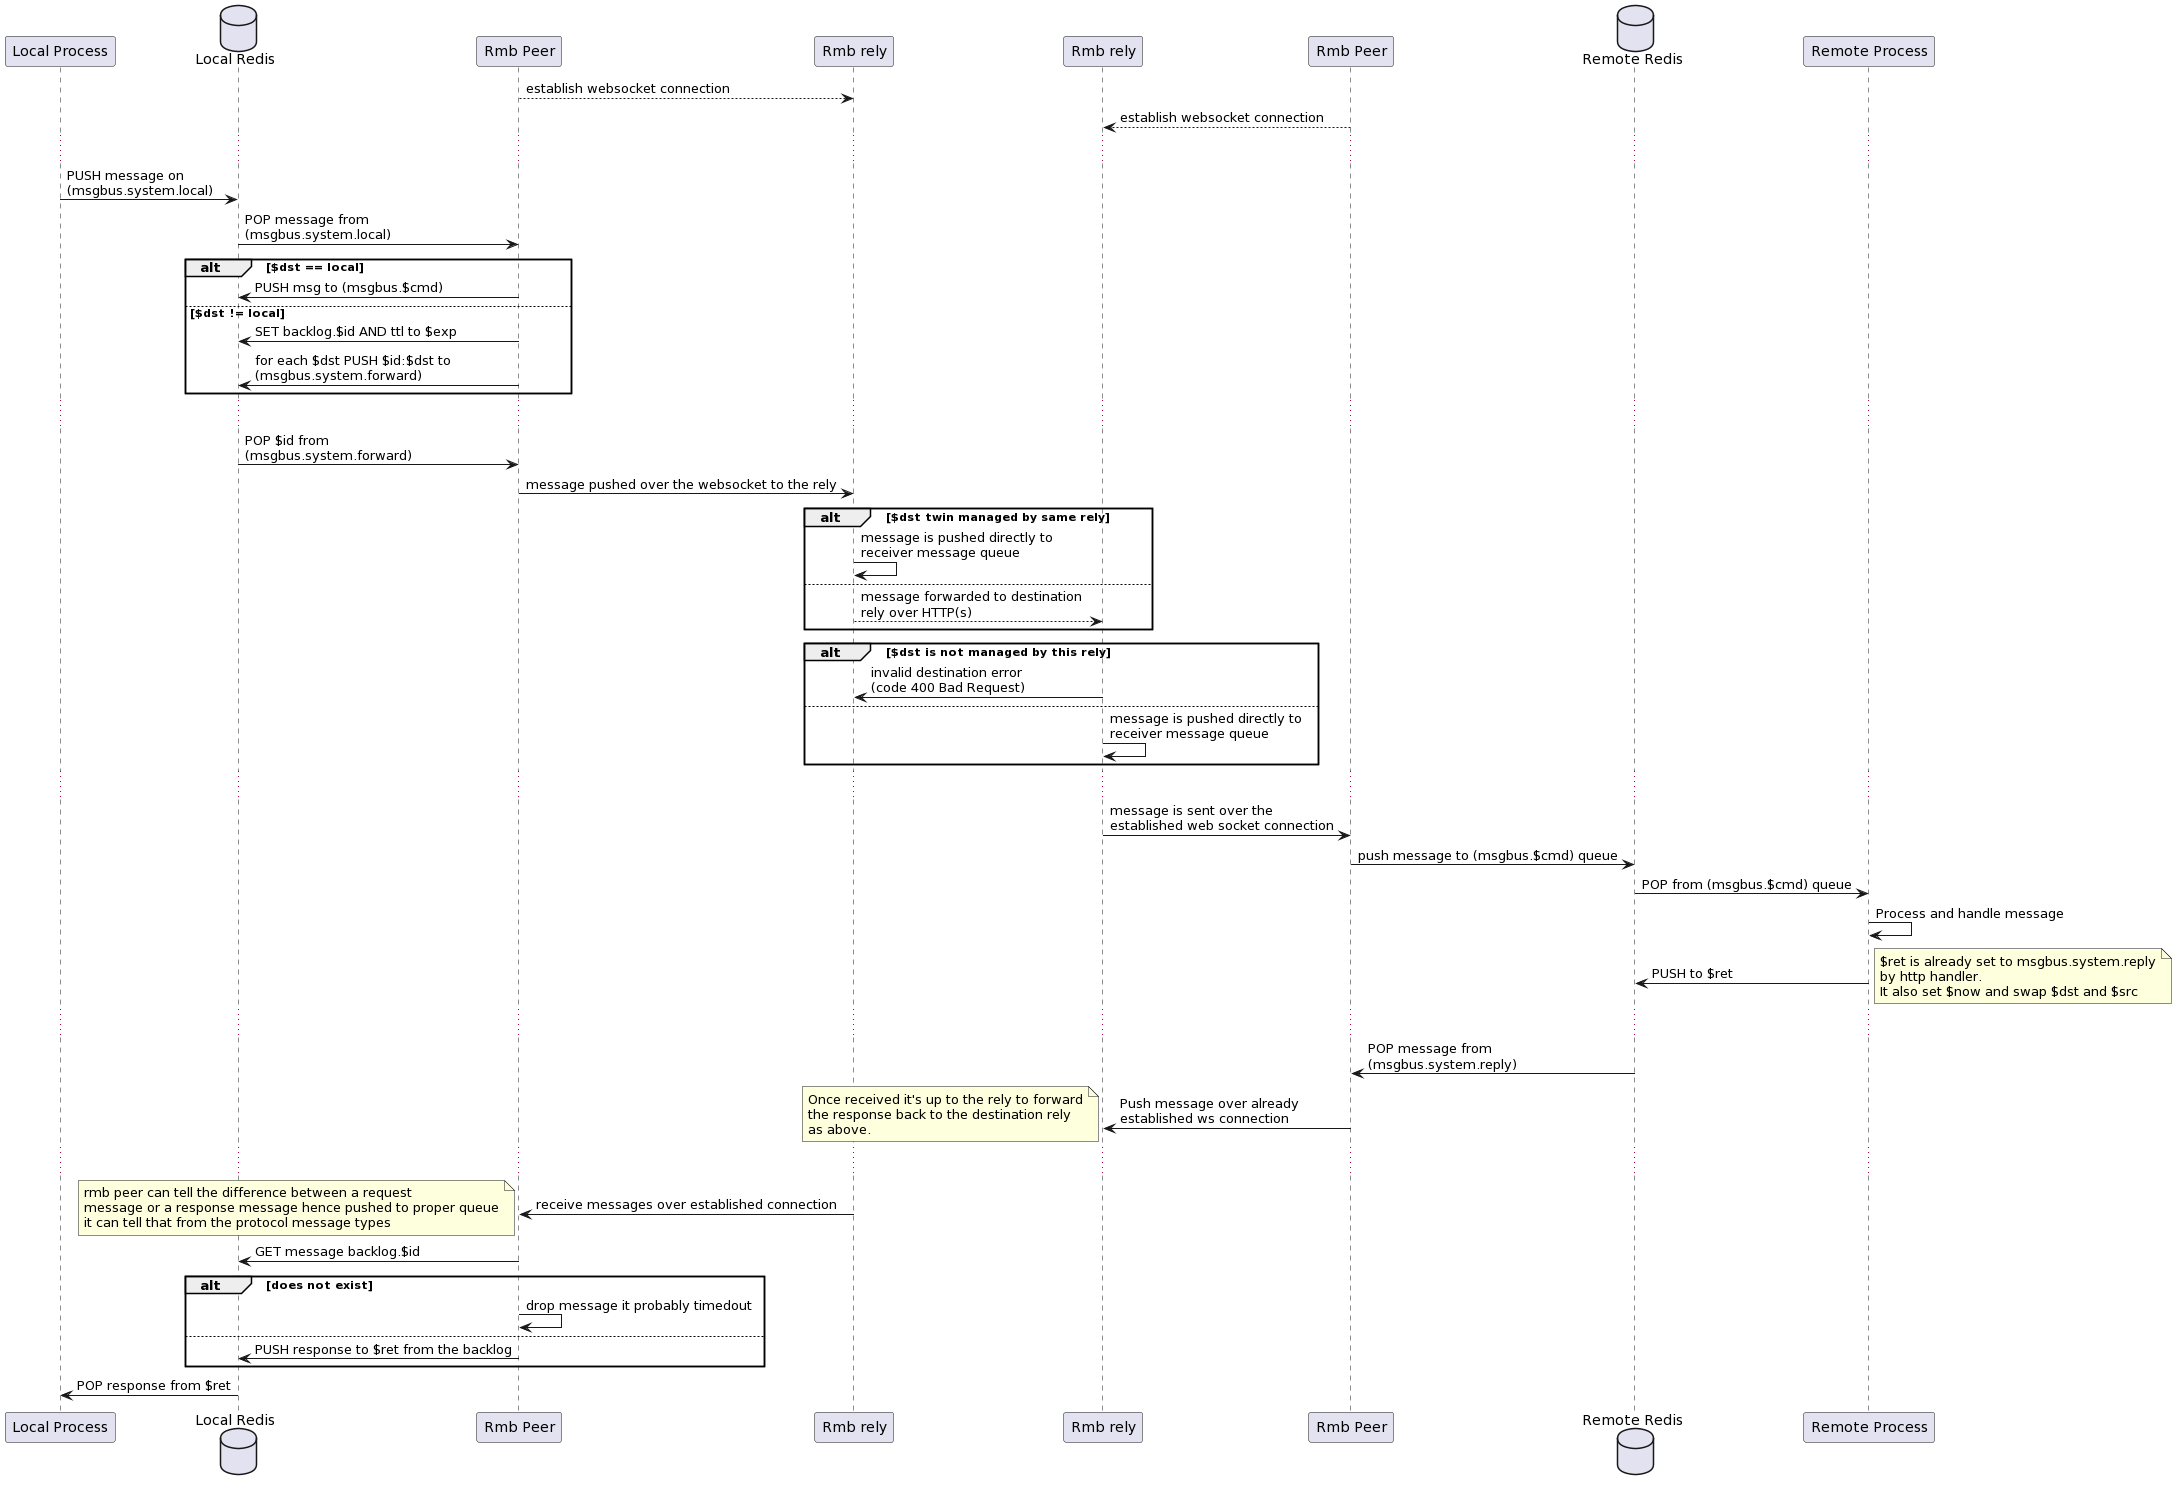 Local Process
Local Redis
Rmb Peer
Rmb rely
Rmb rely
Rmb Peer
Remote Redis
Remote Process
establish websocket connection
establish websocket connection
PUSH message on
(msgbus.system.local)
POP message from
(msgbus.system.local)
alt
[$dst == local]
PUSH msg to (msgbus.$cmd)
[$dst != local]
SET backlog.$id AND ttl to $exp
for each $dst PUSH $id:$dst to
(msgbus.system.forward)
POP $id from
(msgbus.system.forward)
message pushed over the websocket to the rely
alt
[$dst twin managed by same rely]
message is pushed directly to
receiver message queue
message forwarded to destination
rely over HTTP(s)
alt
[$dst is not managed by this rely]
invalid destination error
(code 400 Bad Request)
message is pushed directly to
receiver message queue
message is sent over the
established web socket connection
push message to (msgbus.$cmd) queue
POP from (msgbus.$cmd) queue
Process and handle message
PUSH to $ret
$ret is already set to msgbus.system.reply
by http handler.
It also set $now and swap $dst and $src
POP message from
(msgbus.system.reply)
Once received it's up to the rely to forward
the response back to the destination rely
as above.
Push message over already
established ws connection
rmb peer can tell the difference between a request
message or a response message hence pushed to proper queue
it can tell that from the protocol message types
receive messages over established connection
GET message backlog.$id
alt
[does not exist]
drop message it probably timedout
PUSH response to $ret from the backlog
POP response from $ret
Local Process
Local Redis
Rmb Peer
Rmb rely
Rmb rely
Rmb Peer
Remote Redis
Remote Process